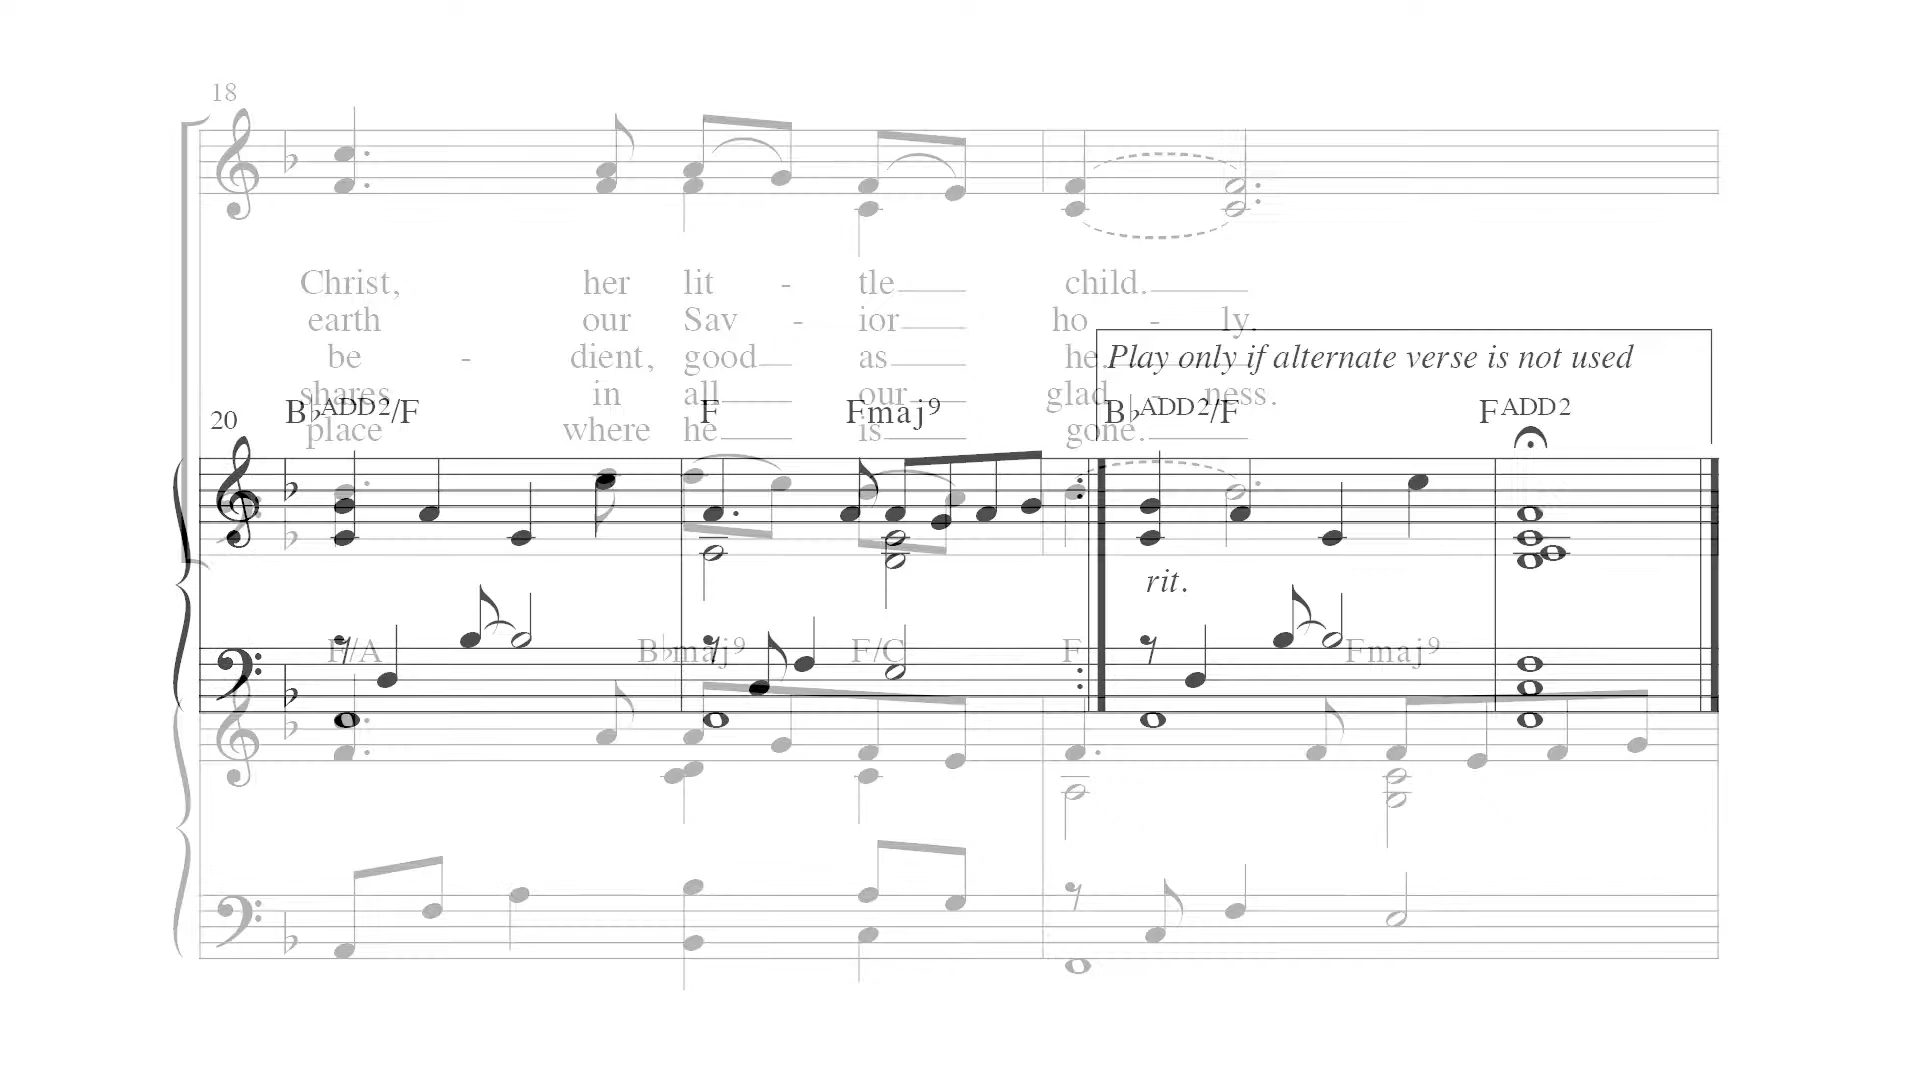 18
Christ, her lit - tle child.
earth our Sav - ior ho - ly.
be - dient, good as he.
Play only if alternate verse is not used
shares in all our glad - ness.
20
B♭ADD2/F F Fmaj9 B♭ADD2/F FADD2
place where he is gone.
rit.
F/A B♭maj9 F/C F Fmaj9